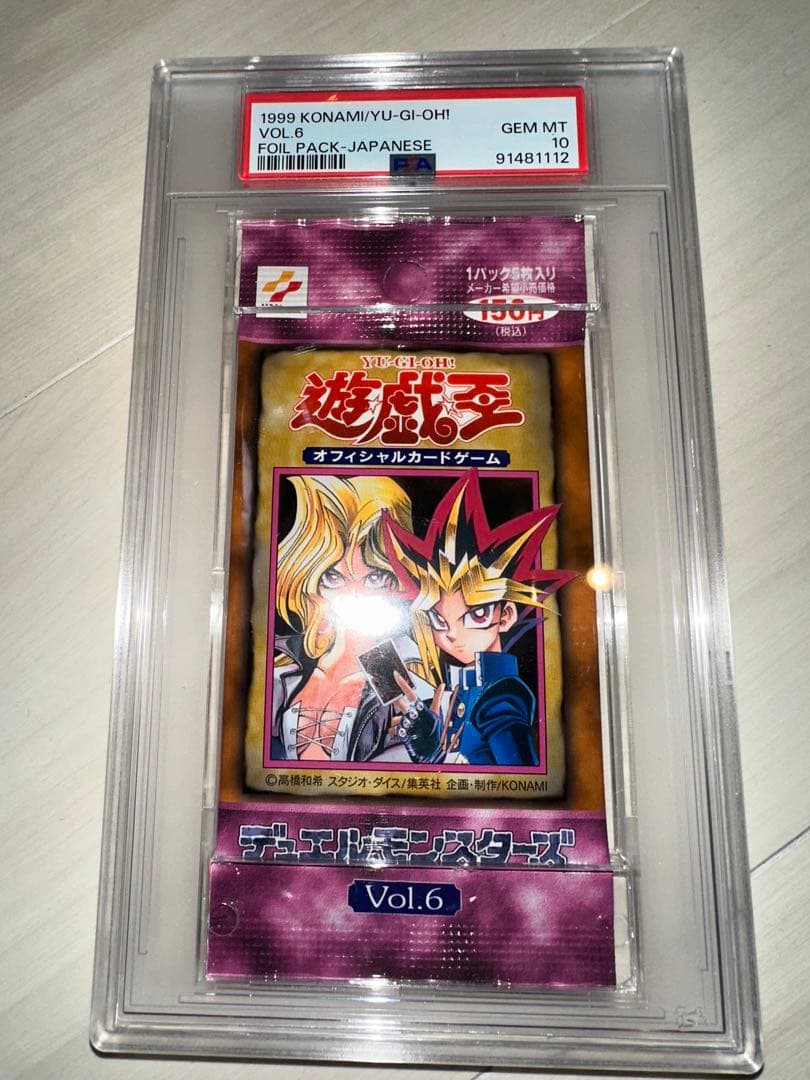 1999 KONAMI/YU-GI-OH!
VOL.6
GEM MT
FOIL PACK-JAPANESE
10
PSA
91481112
1パック5枚入り
メーカー希望小売価格
150円
(税込)
YU-GI-OH!
遊戯王
オフィシャルカードゲーム
©高橋和希 スタジオ・ダイス/集英社 企画・制作/KONAMI
デュエルモンスターズ
Vol.6